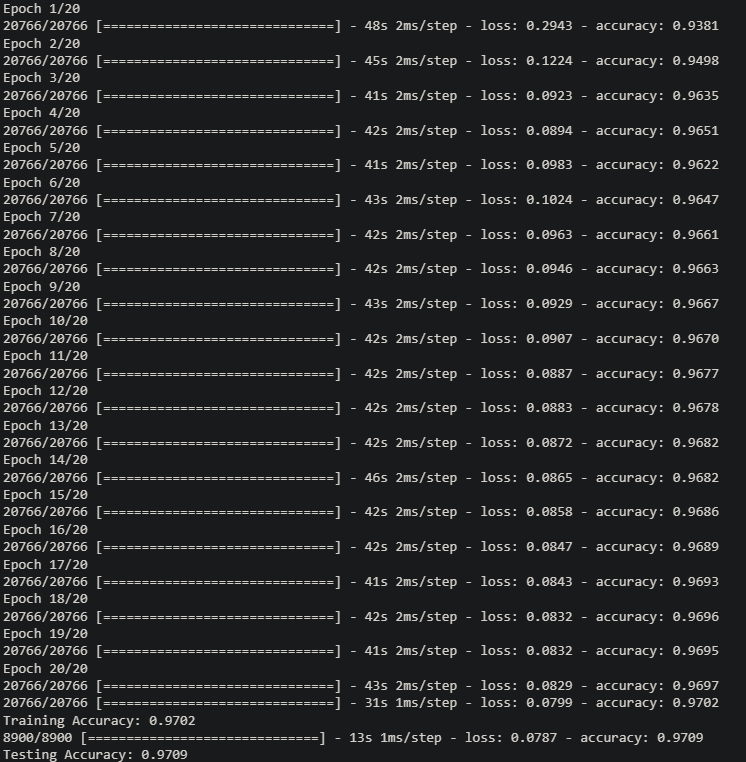 Epoch 1/20
20766/20766 [==============================] - 48s 2ms/step - loss: 0.2943 - accuracy: 0.9381
Epoch 2/20
20766/20766 [==============================] - 45s 2ms/step - loss: 0.1224 - accuracy: 0.9498
Epoch 3/20
20766/20766 [==============================] - 41s 2ms/step - loss: 0.0923 - accuracy: 0.9635
Epoch 4/20
20766/20766 [==============================] - 42s 2ms/step - loss: 0.0894 - accuracy: 0.9651
Epoch 5/20
20766/20766 [==============================] - 41s 2ms/step - loss: 0.0983 - accuracy: 0.9622
Epoch 6/20
20766/20766 [==============================] - 43s 2ms/step - loss: 0.1024 - accuracy: 0.9647
Epoch 7/20
20766/20766 [==============================] - 42s 2ms/step - loss: 0.0963 - accuracy: 0.9661
Epoch 8/20
20766/20766 [==============================] - 42s 2ms/step - loss: 0.0946 - accuracy: 0.9663
Epoch 9/20
20766/20766 [==============================] - 43s 2ms/step - loss: 0.0929 - accuracy: 0.9667
Epoch 10/20
20766/20766 [==============================] - 42s 2ms/step - loss: 0.0907 - accuracy: 0.9670
Epoch 11/20
20766/20766 [==============================] - 42s 2ms/step - loss: 0.0887 - accuracy: 0.9677
Epoch 12/20
20766/20766 [==============================] - 42s 2ms/step - loss: 0.0883 - accuracy: 0.9678
Epoch 13/20
20766/20766 [==============================] - 42s 2ms/step - loss: 0.0872 - accuracy: 0.9682
Epoch 14/20
20766/20766 [==============================] - 46s 2ms/step - loss: 0.0865 - accuracy: 0.9682
Epoch 15/20
20766/20766 [==============================] - 42s 2ms/step - loss: 0.0858 - accuracy: 0.9686
Epoch 16/20
20766/20766 [==============================] - 42s 2ms/step - loss: 0.0847 - accuracy: 0.9689
Epoch 17/20
20766/20766 [==============================] - 41s 2ms/step - loss: 0.0843 - accuracy: 0.9693
Epoch 18/20
20766/20766 [==============================] - 42s 2ms/step - loss: 0.0832 - accuracy: 0.9696
Epoch 19/20
20766/20766 [==============================] - 41s 2ms/step - loss: 0.0832 - accuracy: 0.9695
Epoch 20/20
20766/20766 [==============================] - 43s 2ms/step - loss: 0.0829 - accuracy: 0.9697
20766/20766 [==============================] - 31s 1ms/step - loss: 0.0799 - accuracy: 0.9702
Training Accuracy: 0.9702
8900/8900 [==============================] - 13s 1ms/step - loss: 0.0787 - accuracy: 0.9709
Testing Accuracy: 0.9709